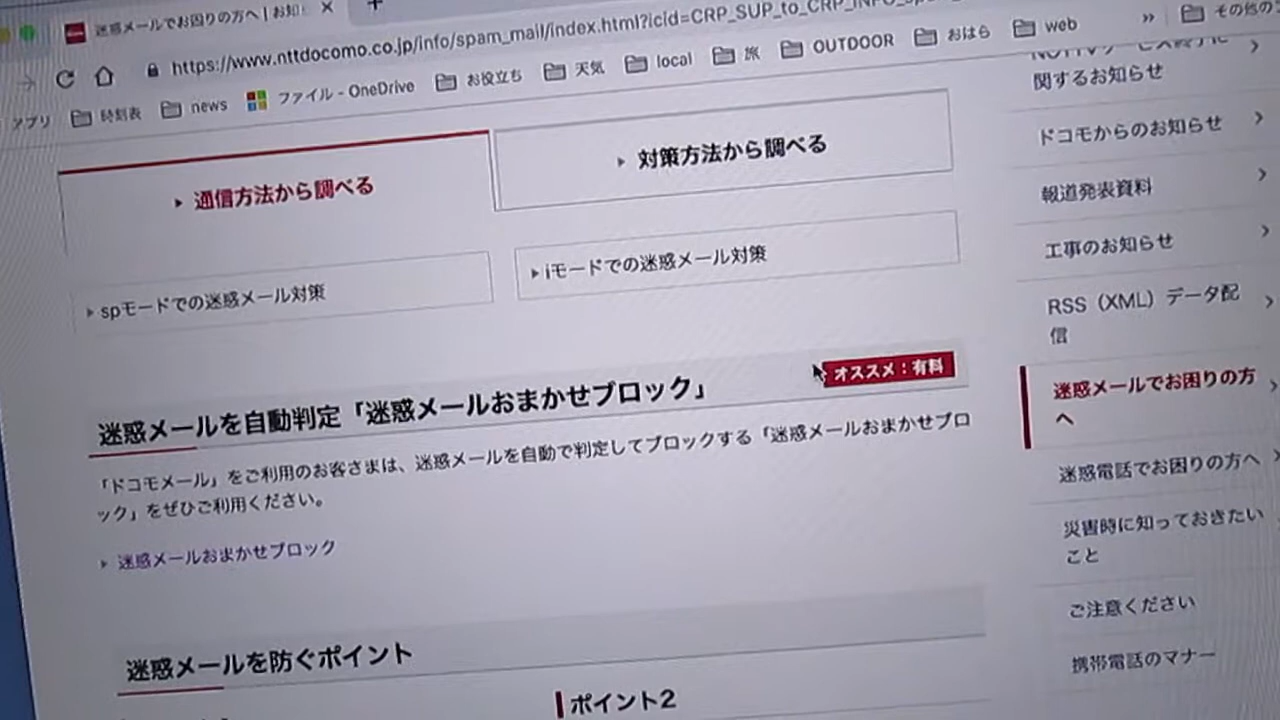 迷惑メールでお困りの方へ | お知
https://www.nttdocomo.co.jp/info/spam_mail/index.html?icid=CRP_SUP_to_CRP_INFO_
アプリ 時刻表 news ファイル - OneDrive お役立ち 天気 local 旅 OUTDOOR おはら web » その他の
通信方法から調べる
対策方法から調べる
spモードでの迷惑メール対策
iモードでの迷惑メール対策
迷惑メールを自動判定「迷惑メールおまかせブロック」
オススメ：有料
「ドコモメール」をご利用のお客さまは、迷惑メールを自動で判定してブロックする「迷惑メールおまかせブロ
ック」をぜひご利用ください。
迷惑メールおまかせブロック
迷惑メールを防ぐポイント
ポイント2
関するお知らせ
ドコモからのお知らせ
報道発表資料
工事のお知らせ
RSS（XML）データ配
信
迷惑メールでお困りの方
へ
迷惑電話でお困りの方へ
災害時に知っておきたい
こと
ご注意ください
携帯電話のマナー